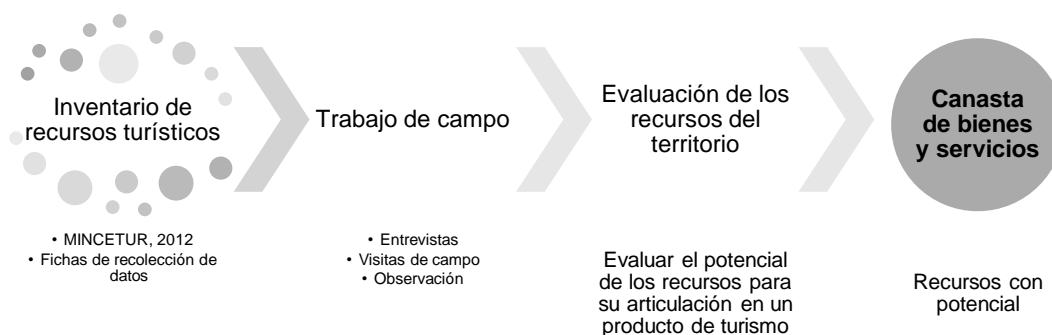 Inventario de
recursos turísticos
• MINCETUR, 2012
• Fichas de recolección de
datos
Trabajo de campo
• Entrevistas
• Visitas de campo
• Observación
Evaluación de los
recursos del
territorio
Evaluar el potencial
de los recursos para
su articulación en un
producto de turismo
Canasta
de bienes
y servicios
Recursos con
potencial